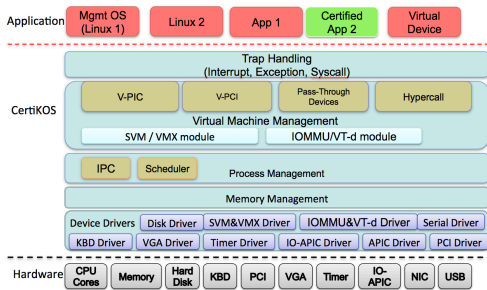 Application
Mgmt OS
(Linux 1)
Linux 2
App 1
Certified
App 2
Virtual
Device
Trap Handling
(Interrupt, Exception, Syscall)
CertiKOS
V-PIC
V-PCI
Pass-Through
Devices
Hypercall
Virtual Machine Management
SVM / VMX module
IOMMU/VT-d module
IPC
Scheduler
Process Management
Memory Management
Device Drivers
Disk Driver
SVM&VMX Driver
IOMMU&VT-d Driver
Serial Driver
KBD Driver
VGA Driver
Timer Driver
IO-APIC Driver
APIC Driver
PCI Driver
Hardware
CPU
Cores
Memory
Hard
Disk
KBD
PCI
VGA
Timer
IO-
APIC
NIC
USB